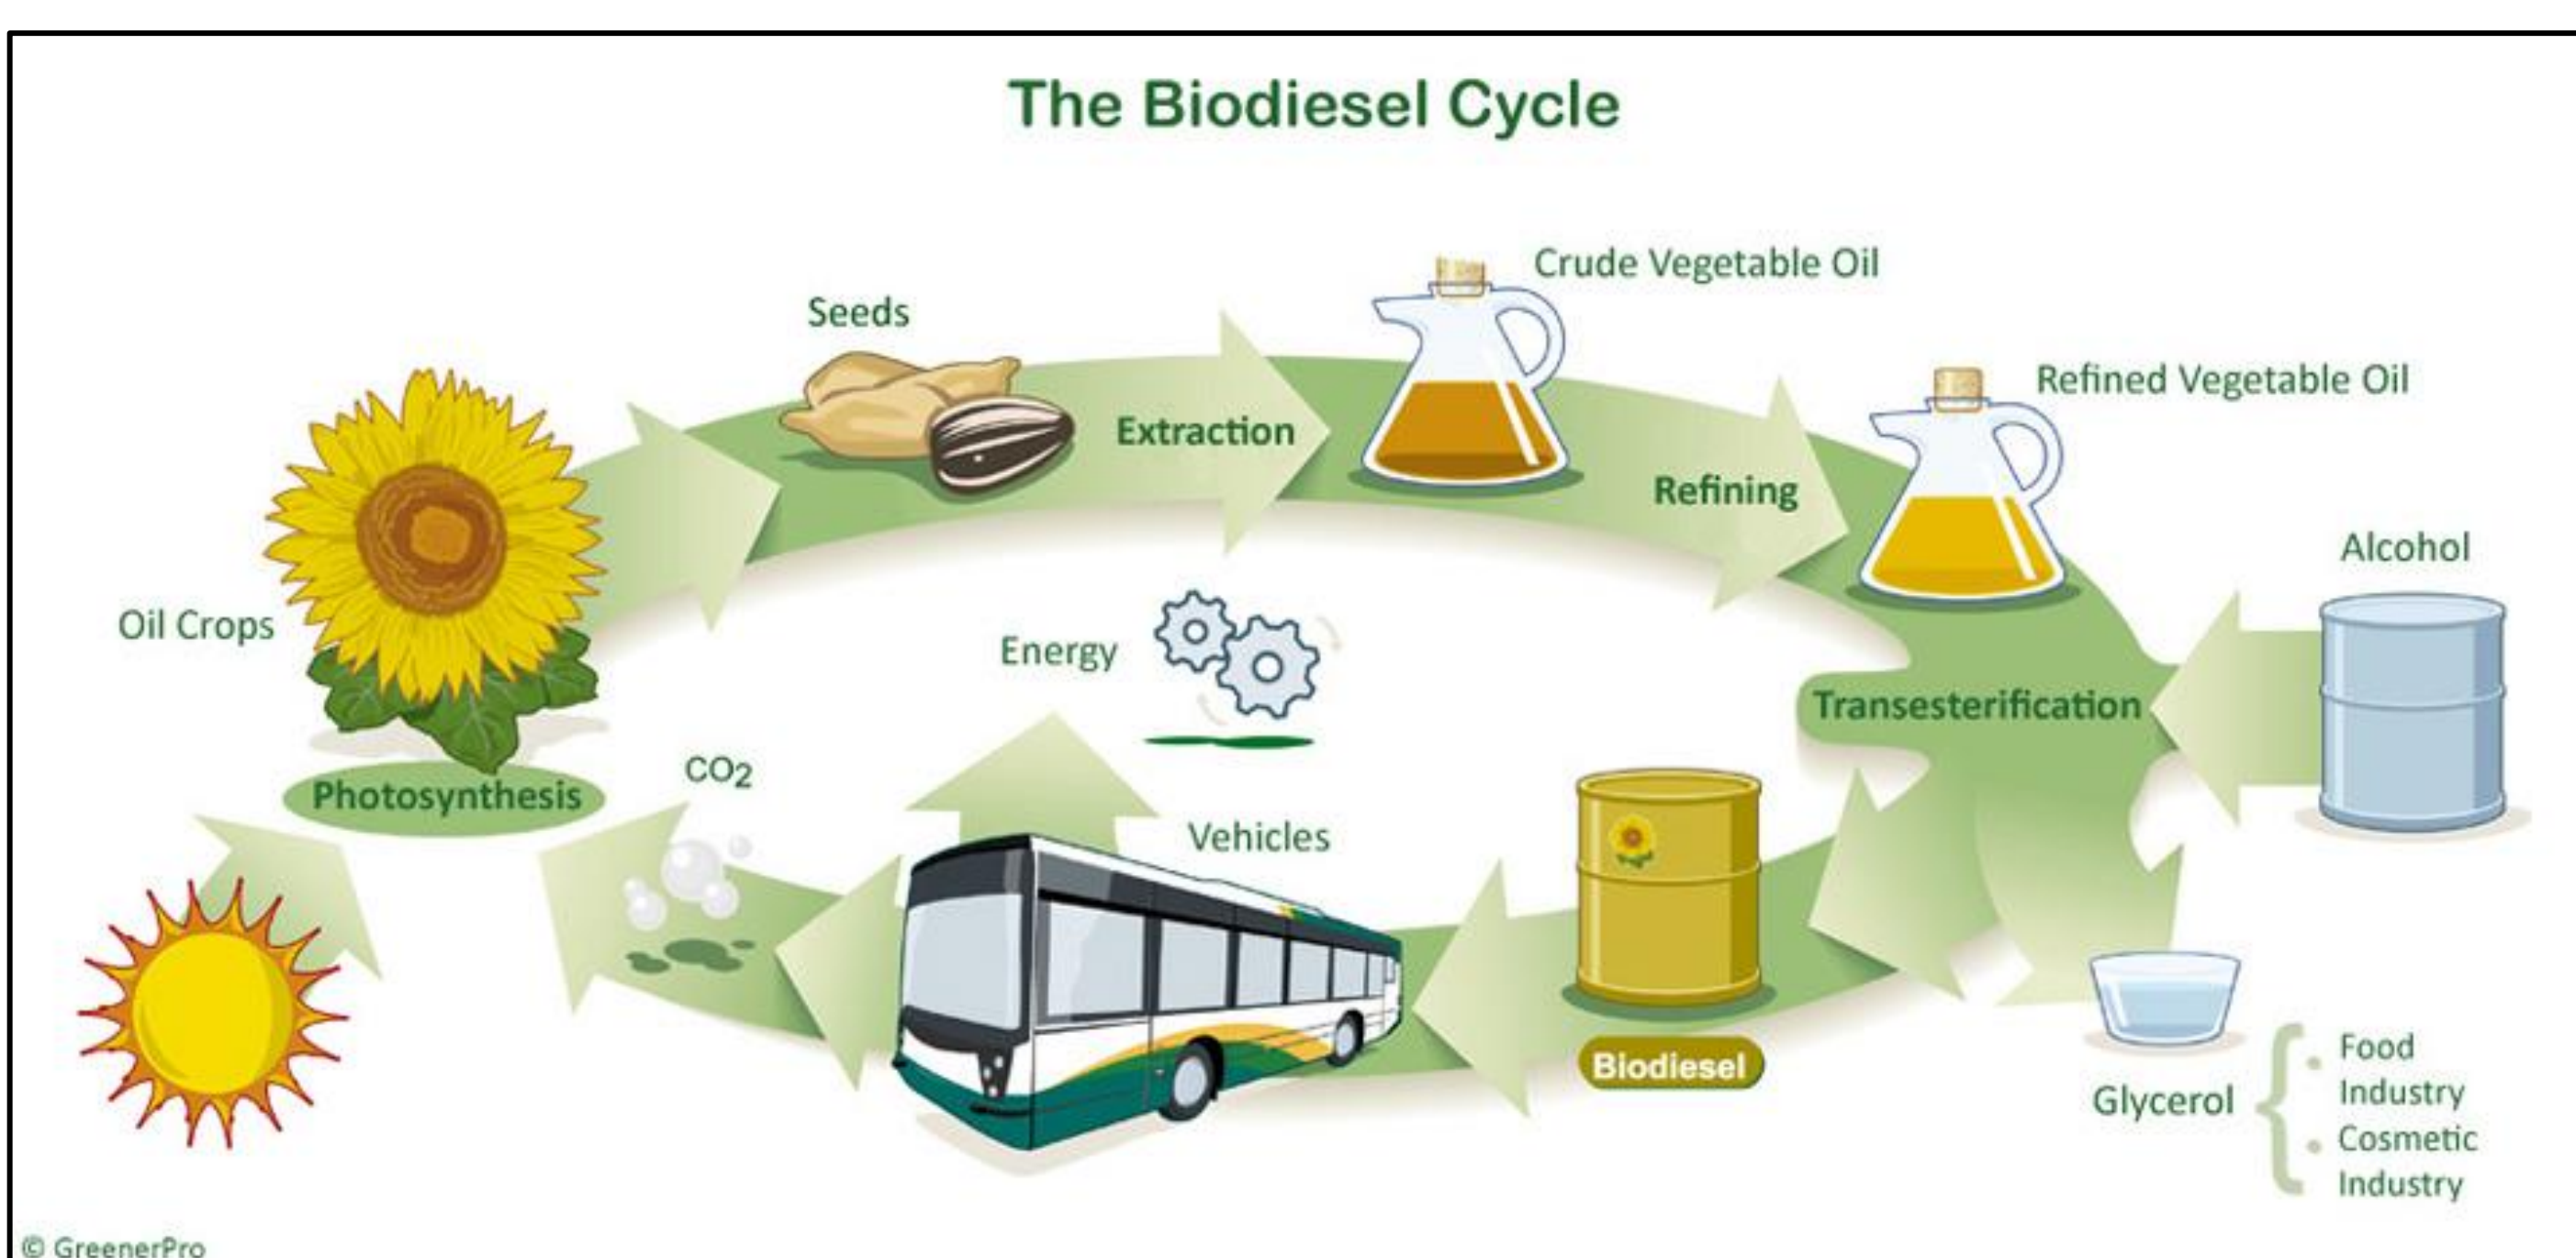 The Biodiesel Cycle
Crude Vegetable Oil
Seeds
Refined Vegetable Oil
Extraction
Refining
Alcohol
Oil Crops
Energy
Transesterification
Photosynthesis
CO2
Vehicles
Biodiesel
Glycerol
Food
Industry
Cosmetic
Industry
© GreenerPro